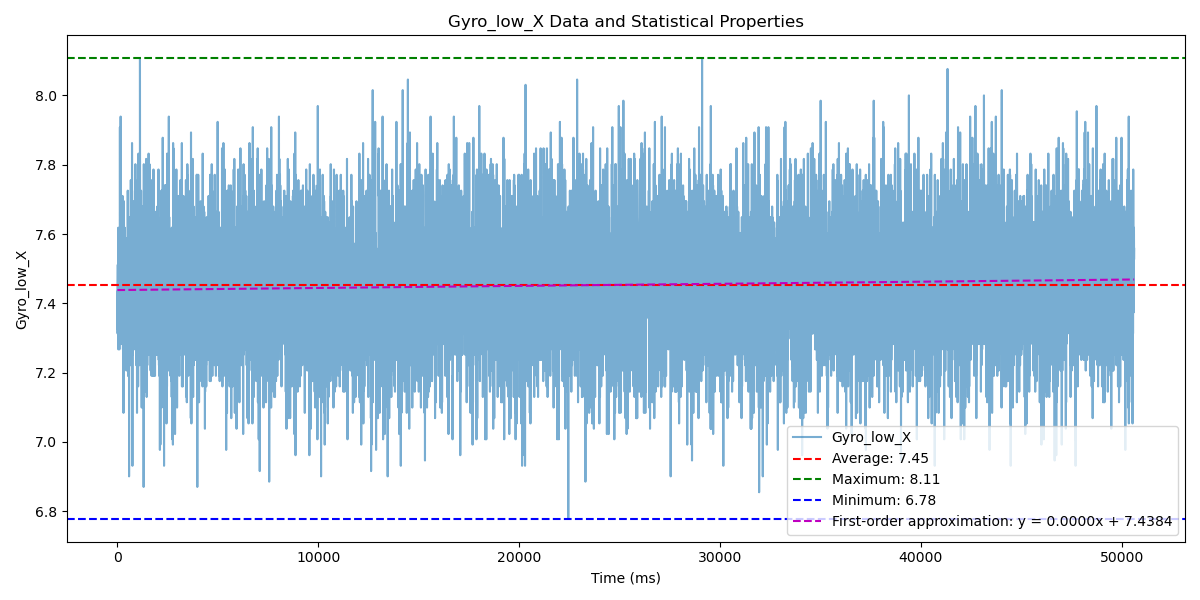 Gyro_low_X Data and Statistical Properties
8.0
7.8
7.6
7.4
7.2
7.0
6.8
Gyro_low_X
0
10000
20000
30000
40000
50000
Time (ms)
Gyro_low_X
Average: 7.45
Maximum: 8.11
Minimum: 6.78
First-order approximation: y = 0.0000x + 7.4384